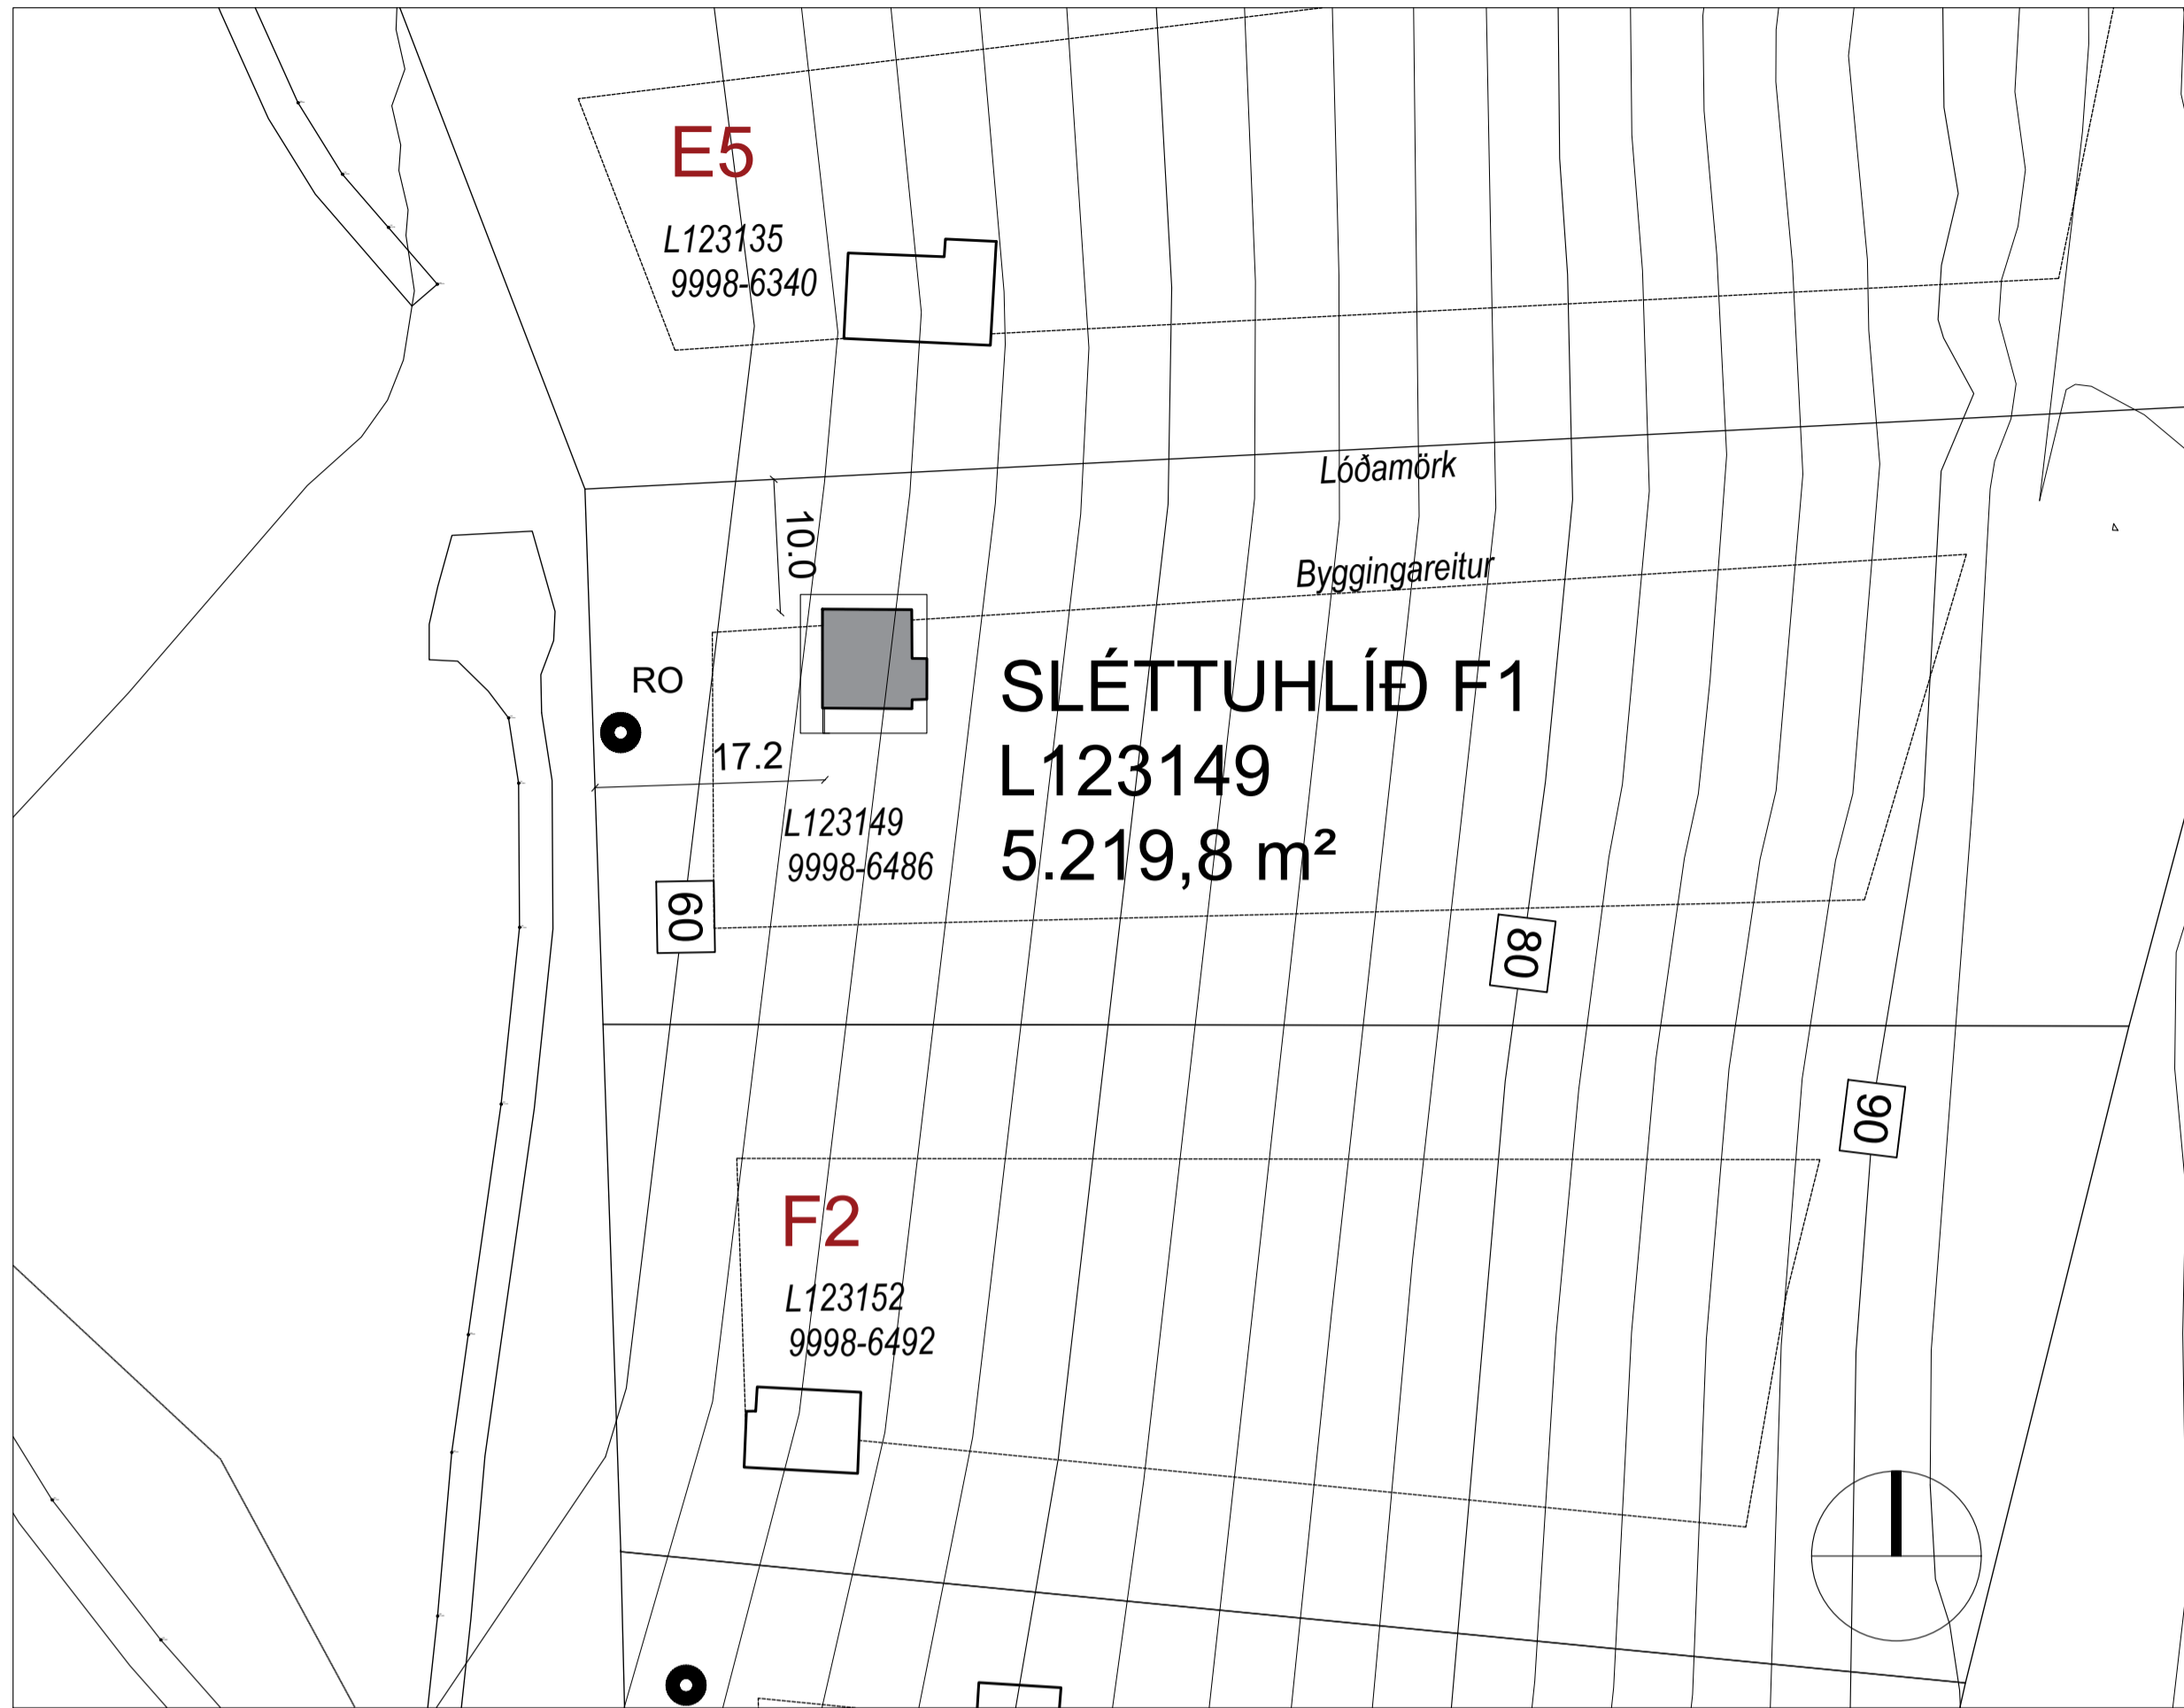 E5
L123135
9998-6340
Lóðamörk
10.0
Byggingareitur
RO
SLÉTTUHLÍÐ F1
L123149
5.219,8 m²
17.2
L123149
9998-6486
60
80
90
F2
L123152
9998-6492